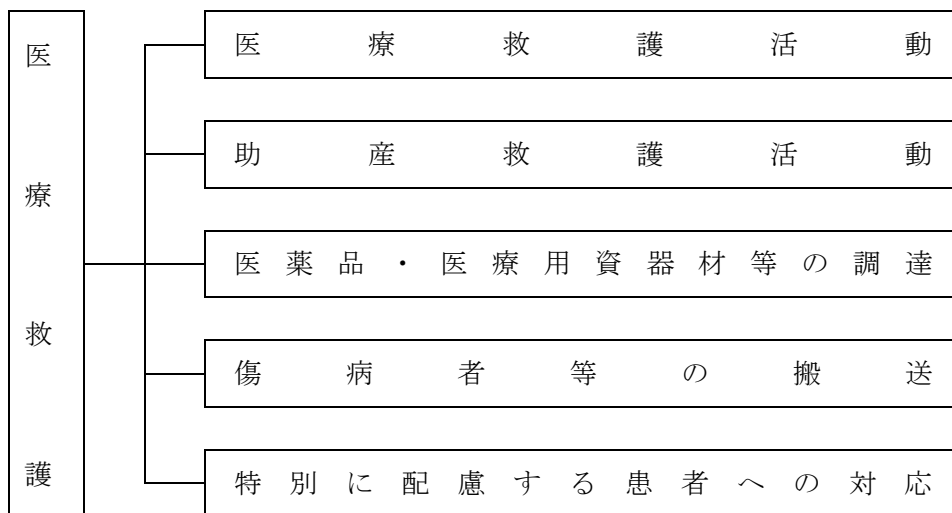 医療救護
医療救護活動
助産救護活動
医薬品・医療用資器材等の調達
傷病者等の搬送
特別に配慮する患者への対応